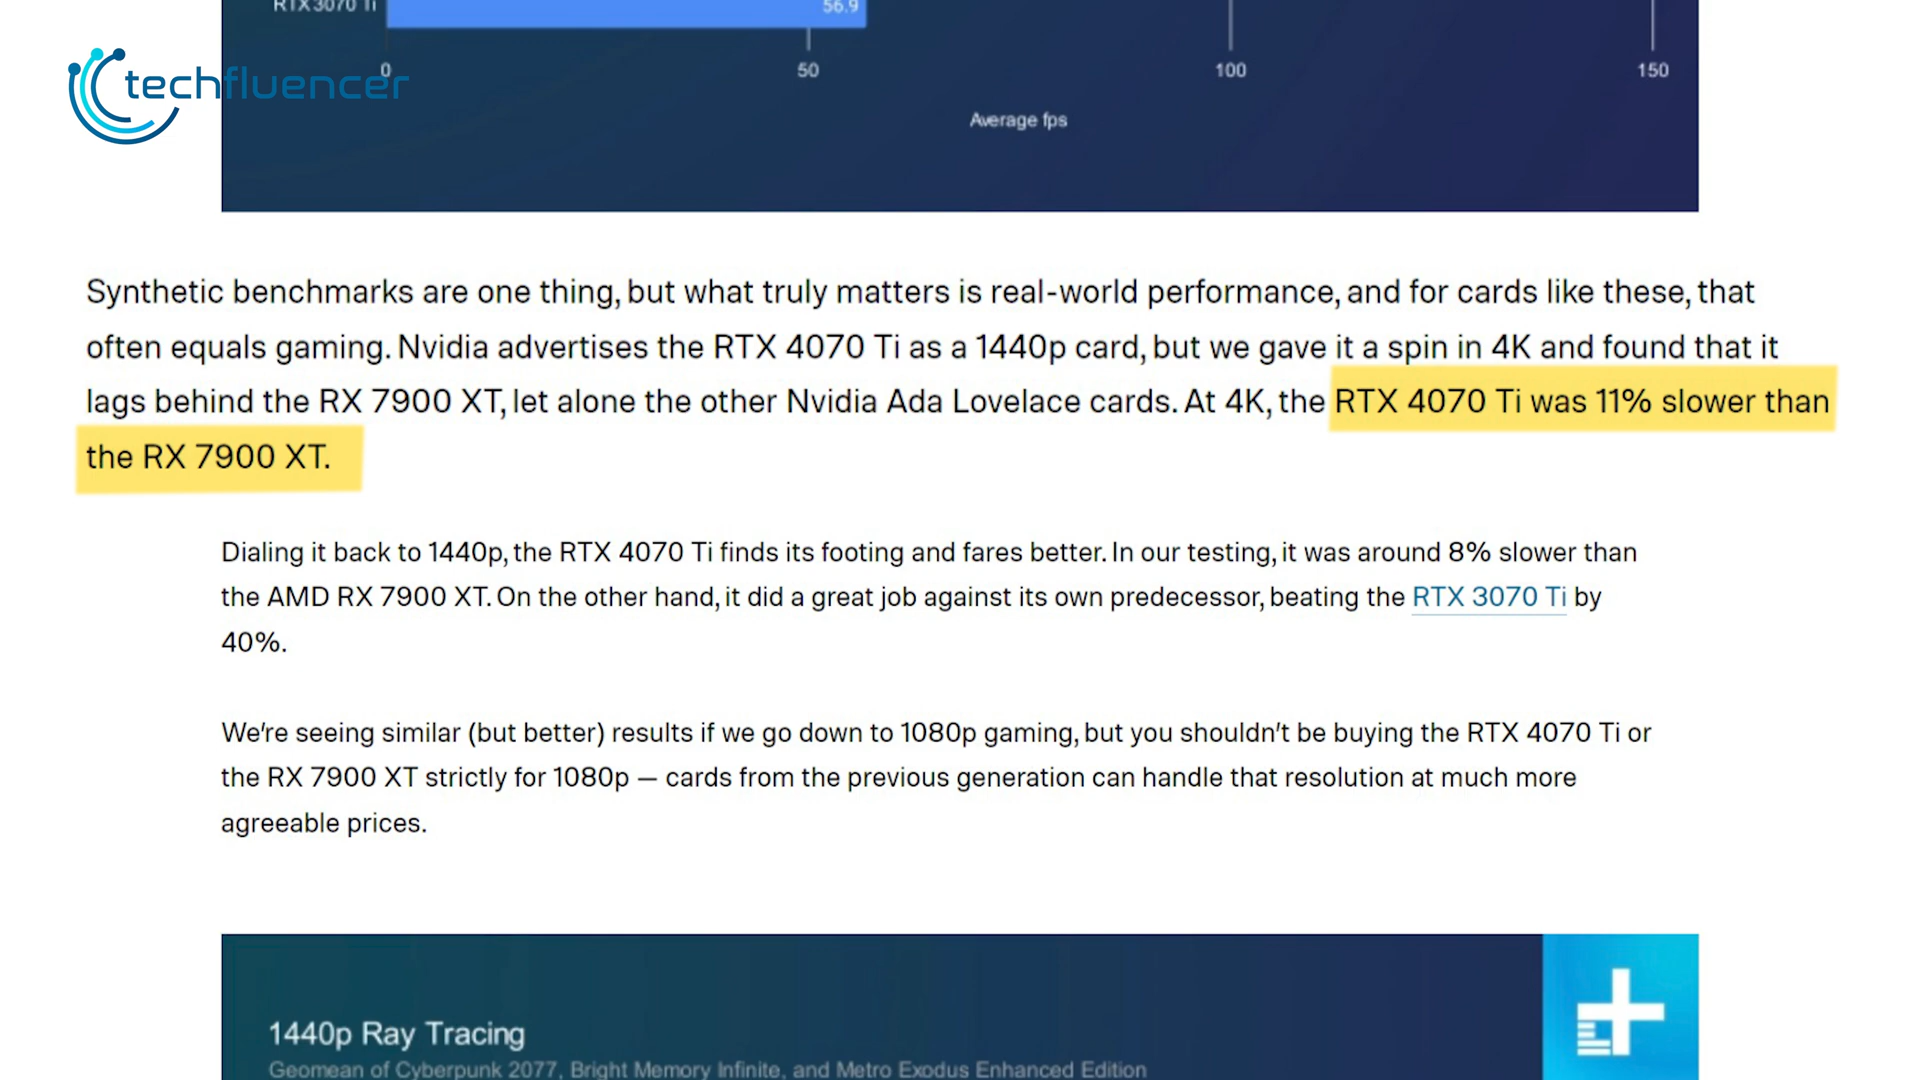 RTX3070 Ti
56.9
0
50
100
150
techfluencer
Average fps
Synthetic benchmarks are one thing, but what truly matters is real-world performance, and for cards like these, that
often equals gaming. Nvidia advertises the RTX 4070 Ti as a 1440p card, but we gave it a spin in 4K and found that it
lags behind the RX 7900 XT, let alone the other Nvidia Ada Lovelace cards. At 4K, the RTX 4070 Ti was 11% slower than
the RX 7900 XT.
Dialing it back to 1440p, the RTX 4070 Ti finds its footing and fares better. In our testing, it was around 8% slower than
the AMD RX 7900 XT. On the other hand, it did a great job against its own predecessor, beating the RTX 3070 Ti by
40%.
We’re seeing similar (but better) results if we go down to 1080p gaming, but you shouldn’t be buying the RTX 4070 Ti or
the RX 7900 XT strictly for 1080p — cards from the previous generation can handle that resolution at much more
agreeable prices.
1440p Ray Tracing
Geomean of Cyberpunk 2077, Bright Memory Infinite, and Metro Exodus Enhanced Edition